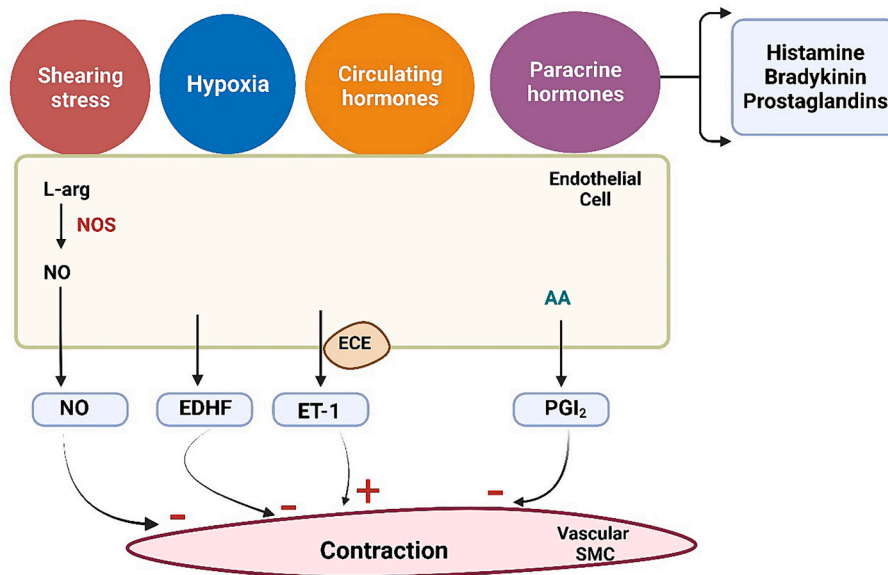 Shearing
stress
Hypoxia
Circulating
hormones
Paracrine
hormones
Histamine
Bradykinin
Prostaglandins
L-arg
NOS
NO
Endothelial
Cell
AA
ECE
NO
EDHF
ET-1
PGI₂
-
-
+
-
Contraction
Vascular
SMC